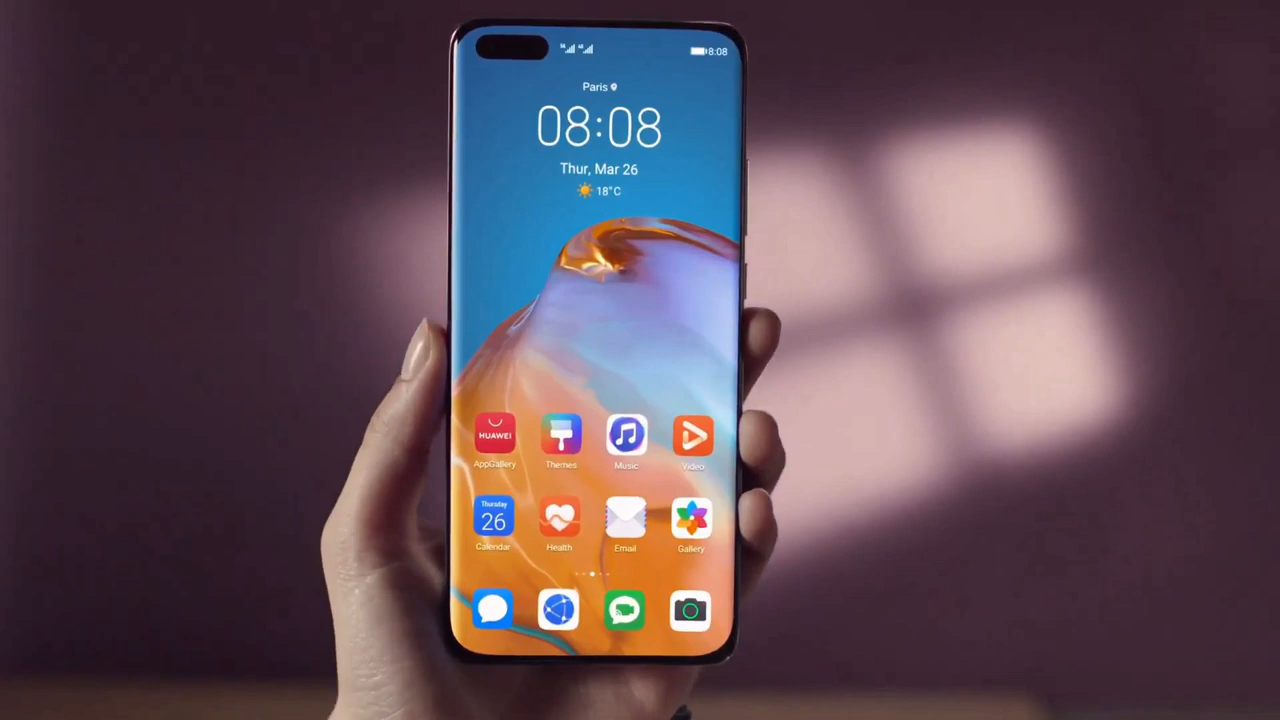 8:08
Paris
08:08
Thur, Mar 26
18°C
HUAWEI
AppGallery
Themes
Music
Video
Thursday
26
Calendar
Health
Email
Gallery